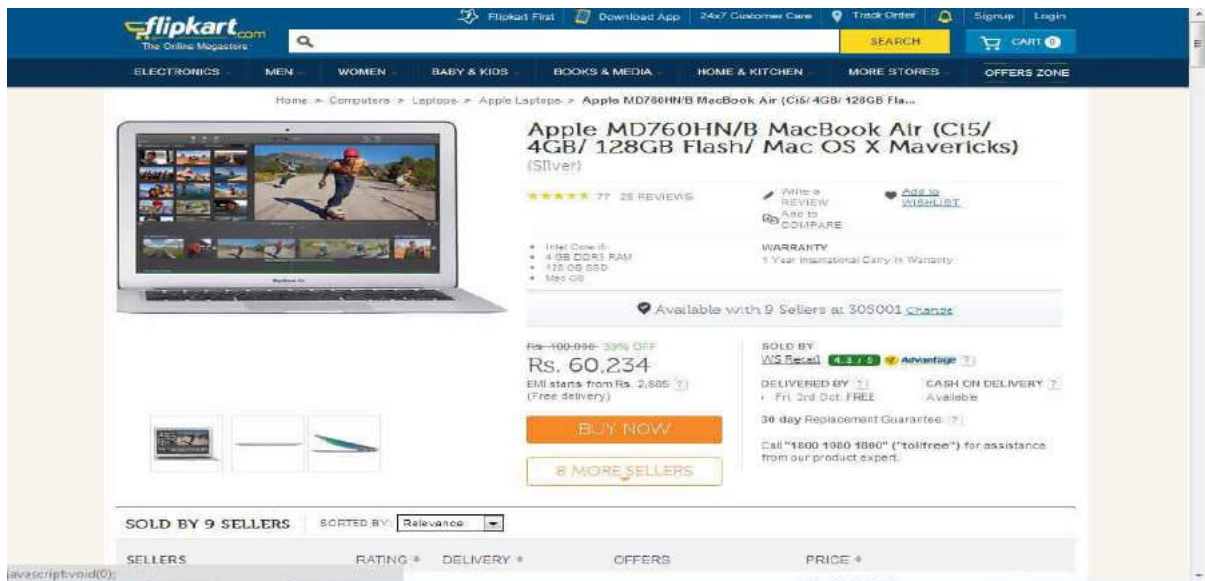 flipkart.com
The Online Megastore
Flipkart First Download App 24x7 Customer Care Track Order Signup Login
SEARCH
CART 0
ELECTRONICS MEN WOMEN BABY & KIDS BOOKS & MEDIA HOME & KITCHEN MORE STORES OFFERS ZONE
Home > Computers > Laptops > Apple Laptops > Apple MD760HN/B MacBook Air (Ci5/ 4GB/ 128GB Fla...
Apple MD760HN/B MacBook Air (Ci5/
4GB/ 128GB Flash/ Mac OS X Mavericks)
(Silver)
77 26 REVIEWS
Write a
REVIEW
Add to
WISHLIST
Add to
COMPARE
Intel Core i5
4 GB DDR3 RAM
128 GB SSD
Mac OS
WARRANTY
1 Year International Carry in Warranty
MacBook Air
Available with 9 Sellers at 305001 Change
39% OFF
Rs. 60,234
EMI starts from Rs. 2,885 [?]
(Free delivery)
BUY NOW
8 MORE SELLERS
SOLD BY
WS Retail 4.3 / 5 Advantage [?]
DELIVERED BY [?]
Fri, 3rd Oct: FREE
CASH ON DELIVERY [?]
Available
30 day Replacement Guarantee [?]
Call "1800 1080 1800" ("tollfree") for assistance
from our product expert.
SOLD BY 9 SELLERS SORTED BY: Relevance
SELLERS RATING DELIVERY OFFERS PRICE
javascript:void(0);